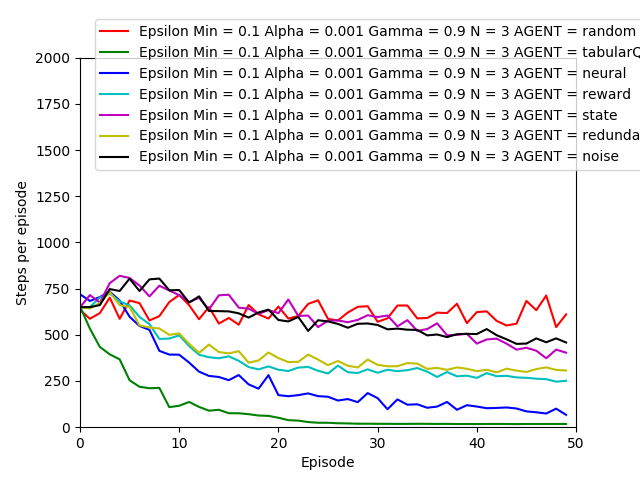 Epsilon Min = 0.1 Alpha = 0.001 Gamma = 0.9 N = 3 AGENT = random
Epsilon Min = 0.1 Alpha = 0.001 Gamma = 0.9 N = 3 AGENT = tabularQ
Epsilon Min = 0.1 Alpha = 0.001 Gamma = 0.9 N = 3 AGENT = neural
Epsilon Min = 0.1 Alpha = 0.001 Gamma = 0.9 N = 3 AGENT = reward
Epsilon Min = 0.1 Alpha = 0.001 Gamma = 0.9 N = 3 AGENT = state
Epsilon Min = 0.1 Alpha = 0.001 Gamma = 0.9 N = 3 AGENT = redunda
Epsilon Min = 0.1 Alpha = 0.001 Gamma = 0.9 N = 3 AGENT = noise
2000
1750
1500
1250
1000
750
500
250
0
Steps per episode
0 10 20 30 40 50
Episode